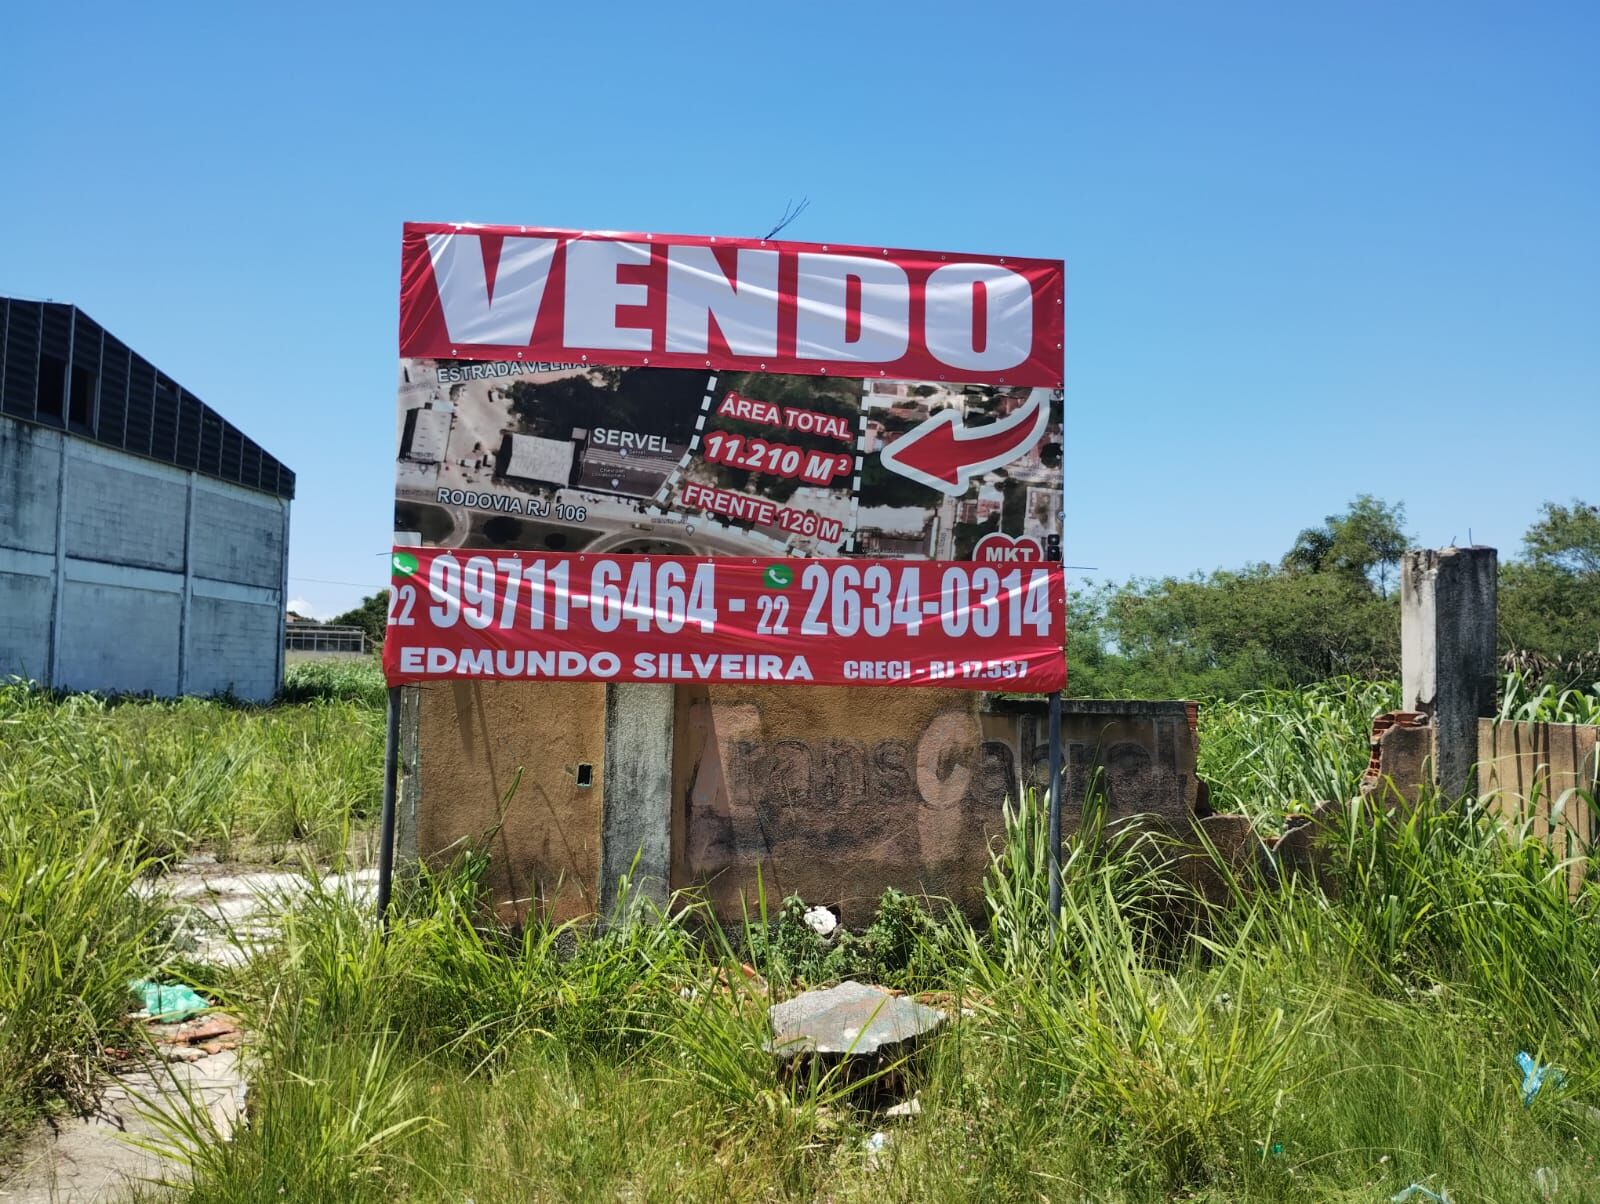 VENDO
ESTRADA VELHA
ÁREA TOTAL
SERVEL
11.210 M²
RODOVIA RJ 106
FRENTE 126 M
MKT
22 99711-6464 - 22 2634-0314
EDMUNDO SILVEIRA CRECI - RJ 17.537
TransCabral